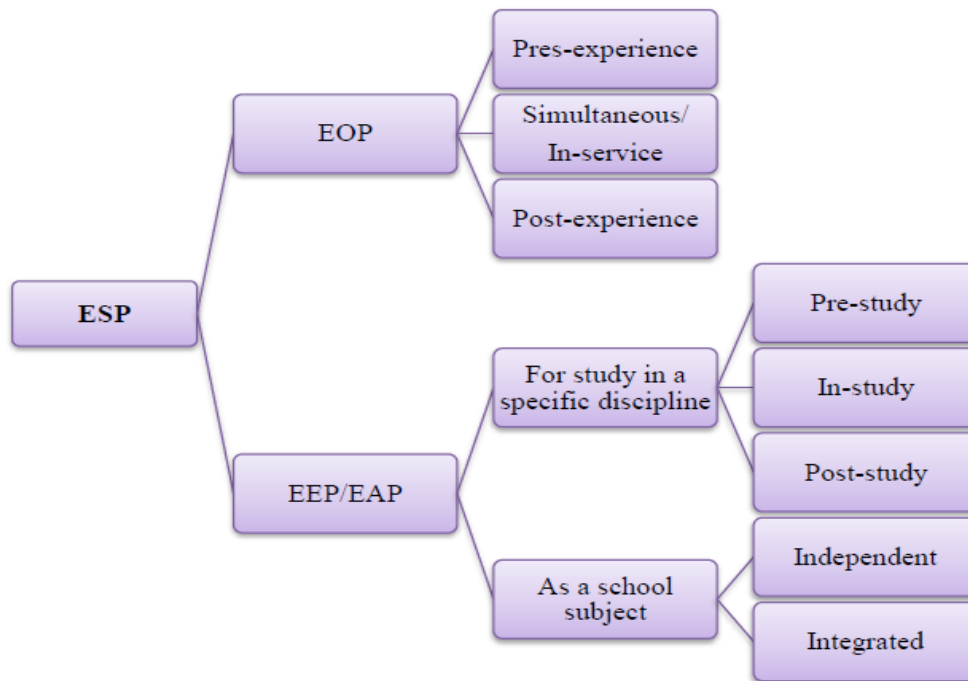 Pres-experience
EOP
Simultaneous/
In-service
Post-experience
ESP
Pre-study
For study in a
specific discipline
In-study
EEP/EAP
Post-study
As a school
subject
Independent
Integrated